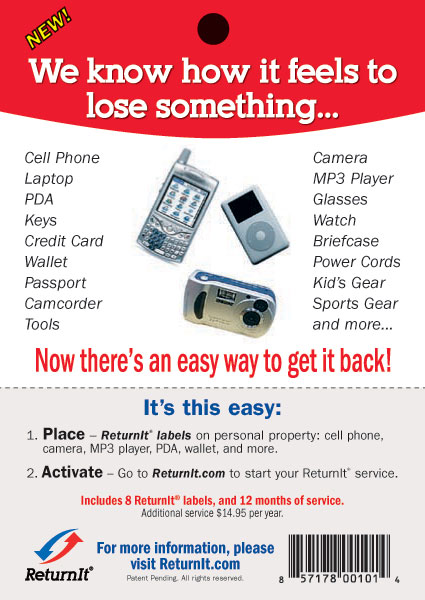 NEW!
We know how it feels to
lose something...
Cell Phone
Laptop
PDA
Keys
Credit Card
Wallet
Passport
Camcorder
Tools
Camera
MP3 Player
Glasses
Watch
Briefcase
Power Cords
Kid's Gear
Sports Gear
and more...
Now there's an easy way to get it back!
It's this easy:
1. Place – ReturnIt® labels on personal property: cell phone,
camera, MP3 player, PDA, wallet, and more.
2. Activate – Go to ReturnIt.com to start your ReturnIt® service.
Includes 8 ReturnIt® labels, and 12 months of service.
Additional service $14.95 per year.
ReturnIt®
For more information, please
visit ReturnIt.com
Patent Pending. All rights reserved.
8 57178 00101 4